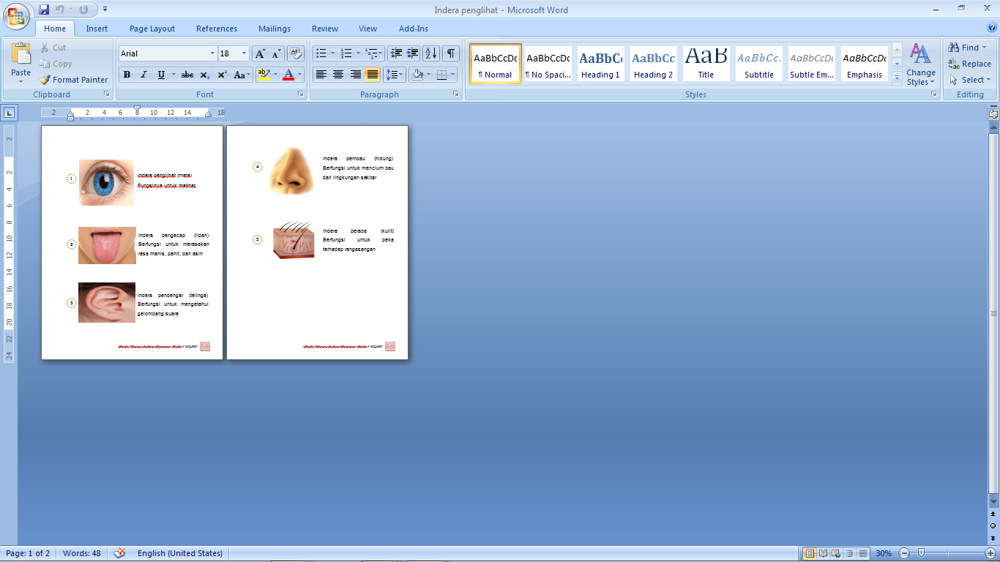 Indera penglihat - Microsoft Word
Home Insert Page Layout References Mailings Review View Add-Ins
Paste
Cut
Copy
Format Painter
Clipboard
Arial 18
B I U abc x₂ x² Aa
Font
Paragraph
AaBbCcDc AaBbCcDc AaBbC AaBbCc AaB AaBbCc. AaBbCcDc AaBbCcDc
¶ Normal ¶ No Spaci... Heading 1 Heading 2 Title Subtitle Subtle Em... Emphasis
Styles
Change Styles
Find
Replace
Select
Editing
2 2 4 6 8 10 12 14 18
2 2 4 6 8 10 12 14 16 18 20 22 24
1
Indera penglihat (mata)
Fungsinya untuk melihat
2
Indera pengecap (lidah)
Berfungsi untuk merasakan
rasa manis, pahit, dan asin
3
Indera pendengar (telinga)
Berfungsi untuk mengetahui
gelombang suara
4
Indera pembau (hidung)
Berfungsi untuk mencium bau
dari lingkungan sekitar
5
Indera peraba (kulit)
Berfungsi untuk peka
terhadap rangasangan
Page: 1 of 2 Words: 48 English (United States) 30%